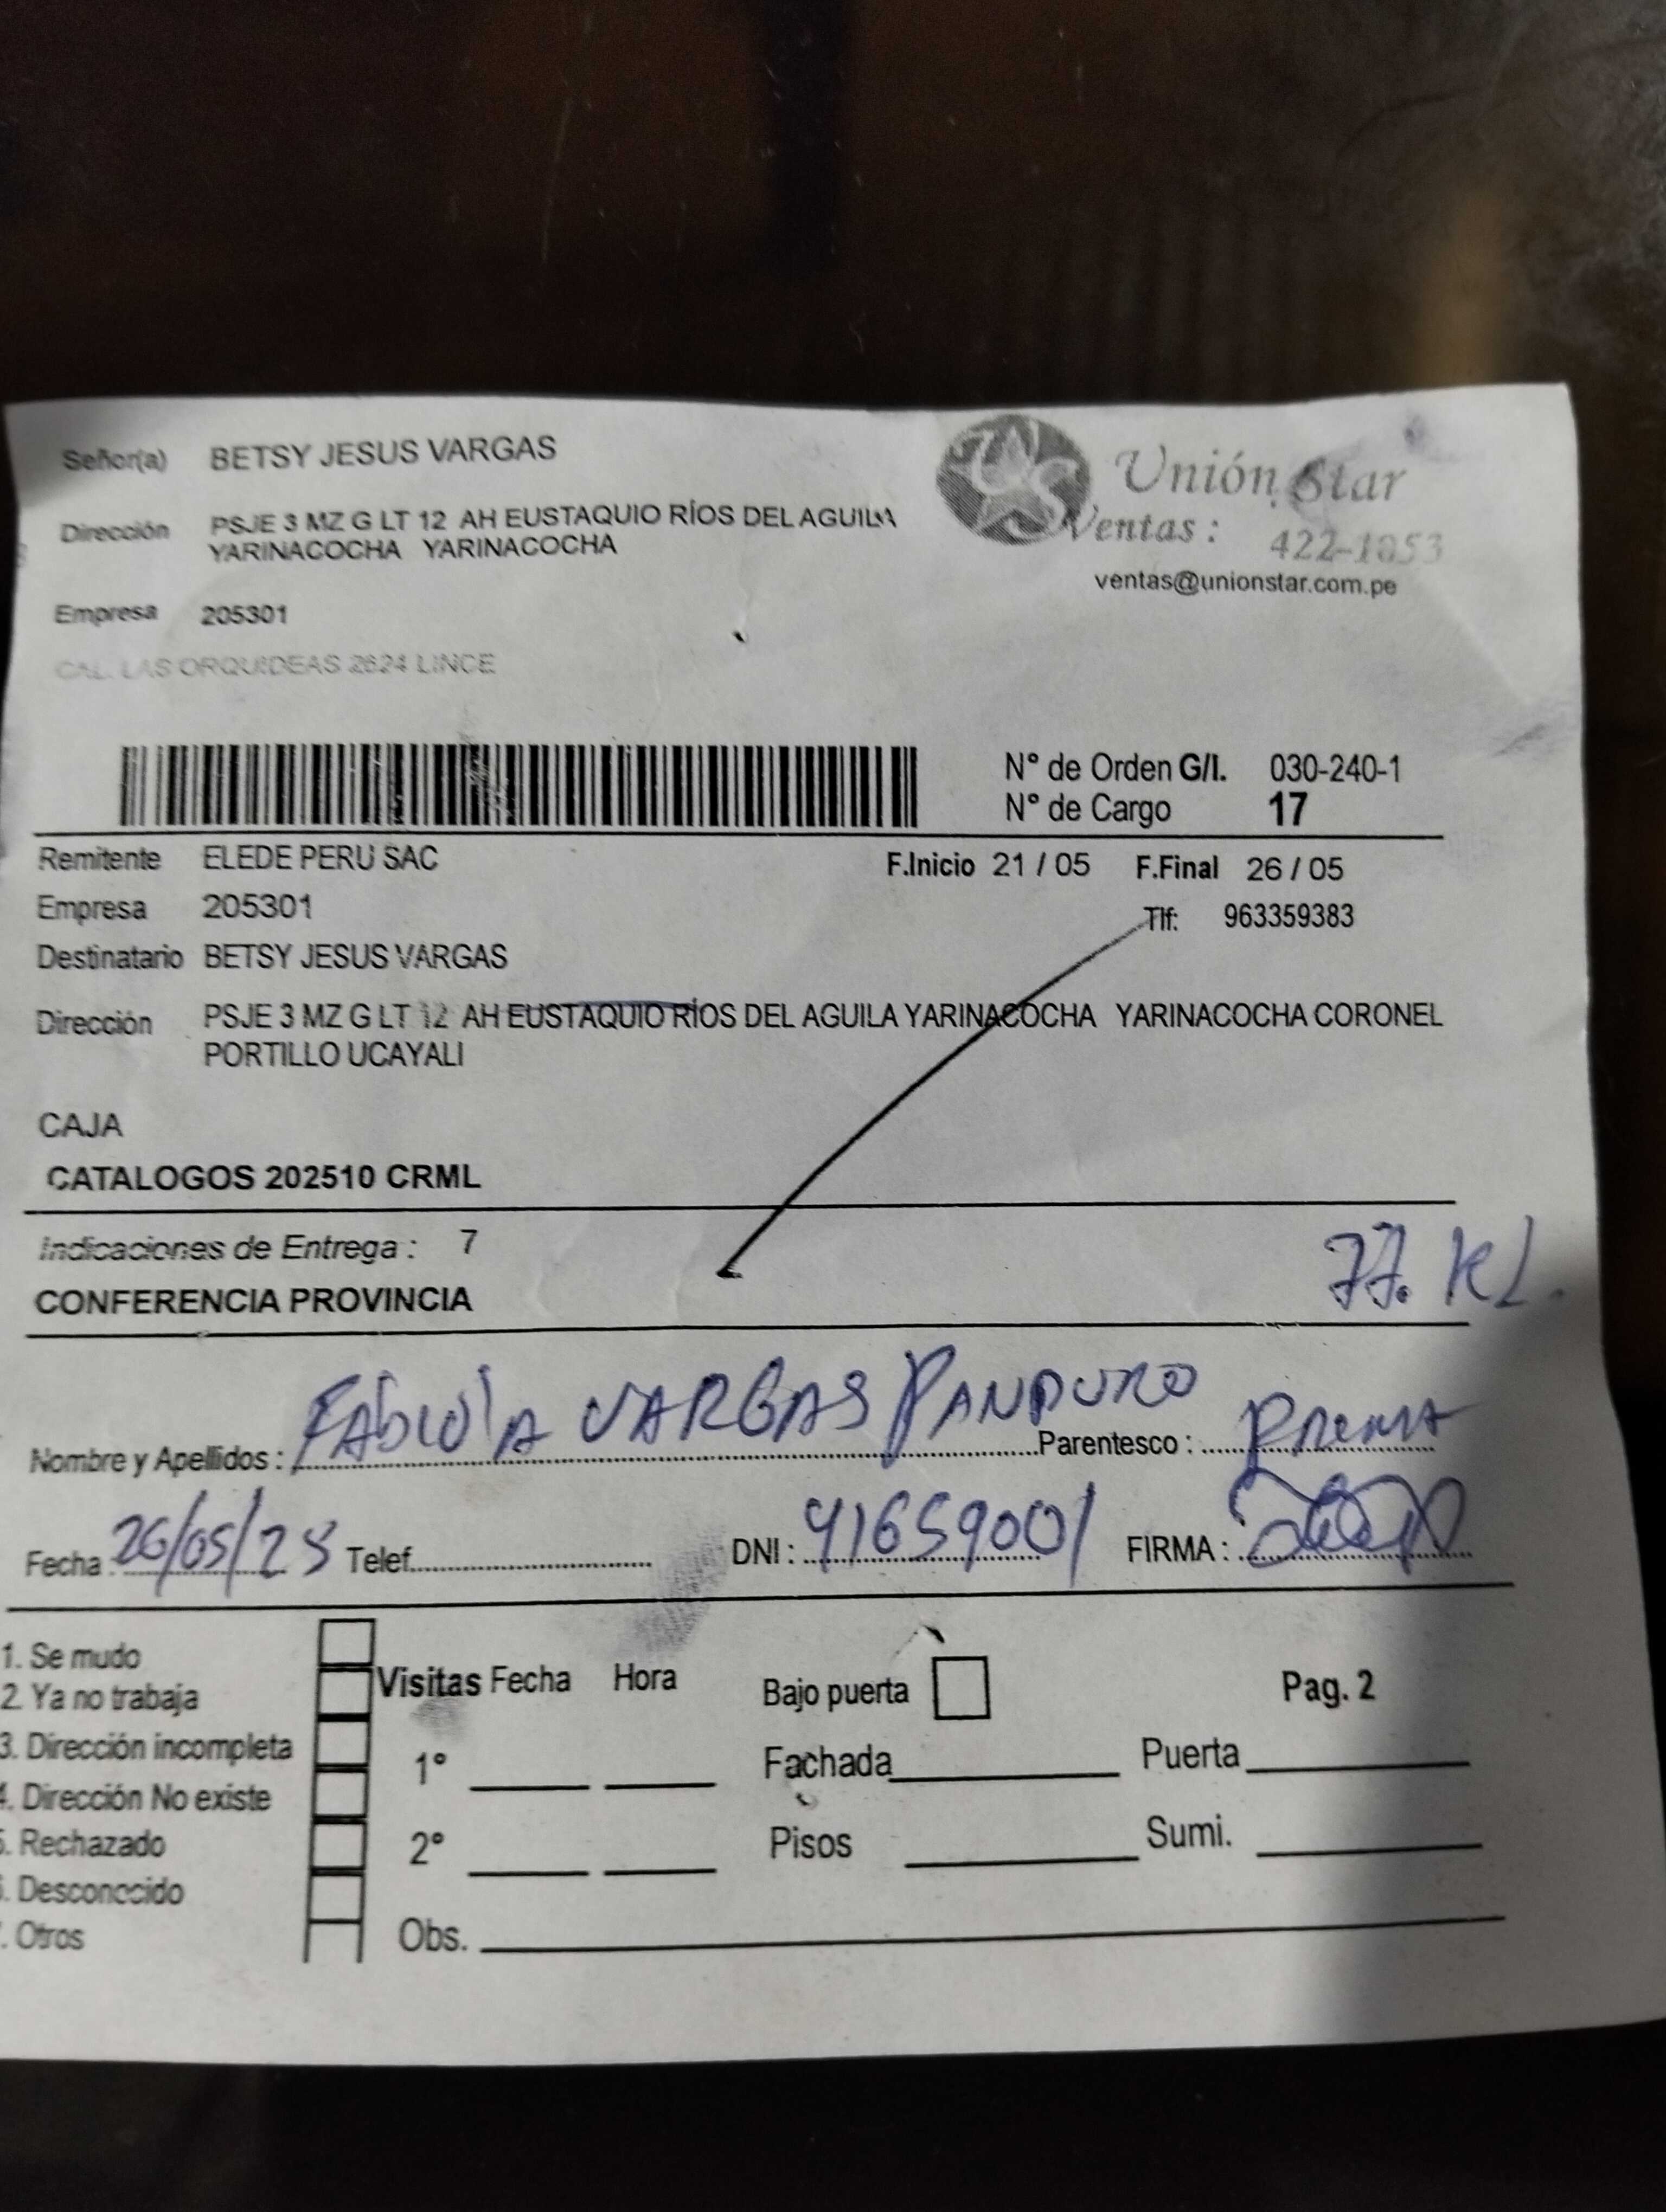 Señor(a) BETSY JESUS VARGAS
Unión Star
Dirección PSJE 3 MZ G LT 12 AH EUSTAQUIO RÍOS DEL AGUILA
YARINACOCHA YARINACOCHA
Ventas : 422-1053
ventas@unionstar.com.pe
Empresa 205301
CAL. LAS ORQUIDEAS 2624 LINCE
N° de Orden G/I. 030-240-1
N° de Cargo 17
Remitente ELEDE PERU SAC F.Inicio 21 / 05 F.Final 26 / 05
Empresa 205301 Tlf: 963359383
Destinatario BETSY JESUS VARGAS
Dirección PSJE 3 MZ G LT 12 AH EUSTAQUIO RÍOS DEL AGUILA YARINACOCHA YARINACOCHA CORONEL
PORTILLO UCAYALI
CAJA
CATALOGOS 202510 CRML
Indicaciones de Entrega : 7
CONFERENCIA PROVINCIA
77. KL.
Nombre y Apellidos : FABIOLA VARGAS PANDURO Parentesco :
Fecha : 26/05/25 Telef. DNI : 41659001 FIRMA :
1. Se mudo
2. Ya no trabaja
3. Dirección incompleta
4. Dirección No existe
5. Rechazado
6. Desconocido
7. Otros
Visitas Fecha Hora Bajo puerta Pag. 2
1° Fachada Puerta
2° Pisos Sumi.
Obs.